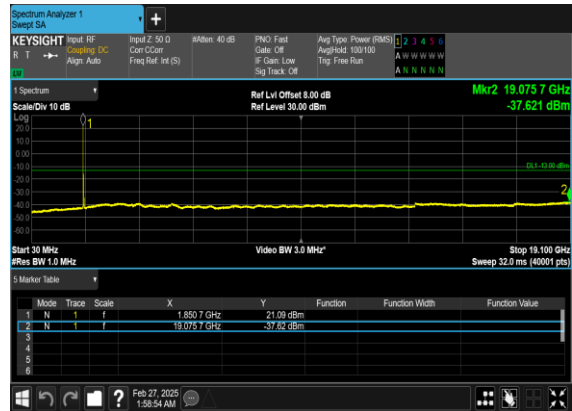 Spectrum Analyzer 1
Swept SA
+
KEYSIGHT Input: RF Input Z: 50 Ω #Atten: 40 dB PNO: Fast Avg Type: Power (RMS) 1 2 3 4 5 6
R T Coupling: DC Corr CCorr Gate: Off Avg|Hold: 100/100 A W W W W W
Align: Auto Freq Ref: Int (S) IF Gain: Low Trig: Free Run
Sig Track: Off A N N N N N
1 Spectrum Ref Lvl Offset 8.00 dB Mkr2 19.075 7 GHz
Scale/Div 10 dB Ref Level 30.00 dBm -37.621 dBm
Log
1
20.0
10.0
0.00
-10.0
DL1 -13.00 dBm
-20.0
-30.0
2
-40.0
-50.0
-60.0
Start 30 MHz Video BW 3.0 MHz* Stop 19.100 GHz
#Res BW 1.0 MHz Sweep 32.0 ms (40001 pts)
5 Marker Table
Mode Trace Scale X Y Function Function Width Function Value
1 N 1 f 1.850 7 GHz 21.09 dBm
2 N 1 f 19.075 7 GHz -37.62 dBm
3
4
5
6
? Feb 27, 2025
1:58:54 AM